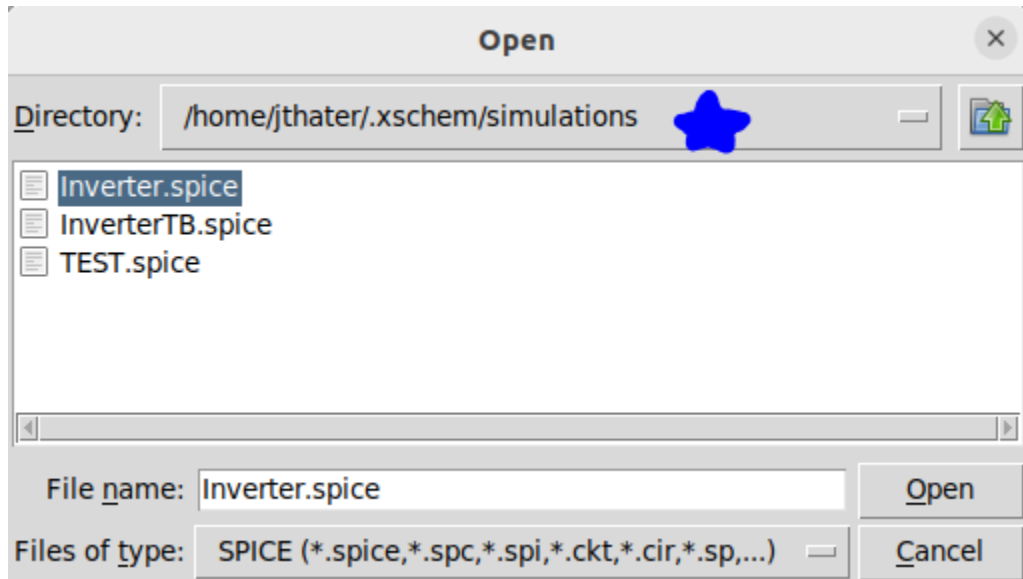 Open
Directory: /home/jthater/.xschem/simulations
Inverter.spice
InverterTB.spice
TEST.spice
File name: Inverter.spice Open
Files of type: SPICE (*.spice,*.spc,*.spi,*.ckt,*.cir,*.sp,...) Cancel